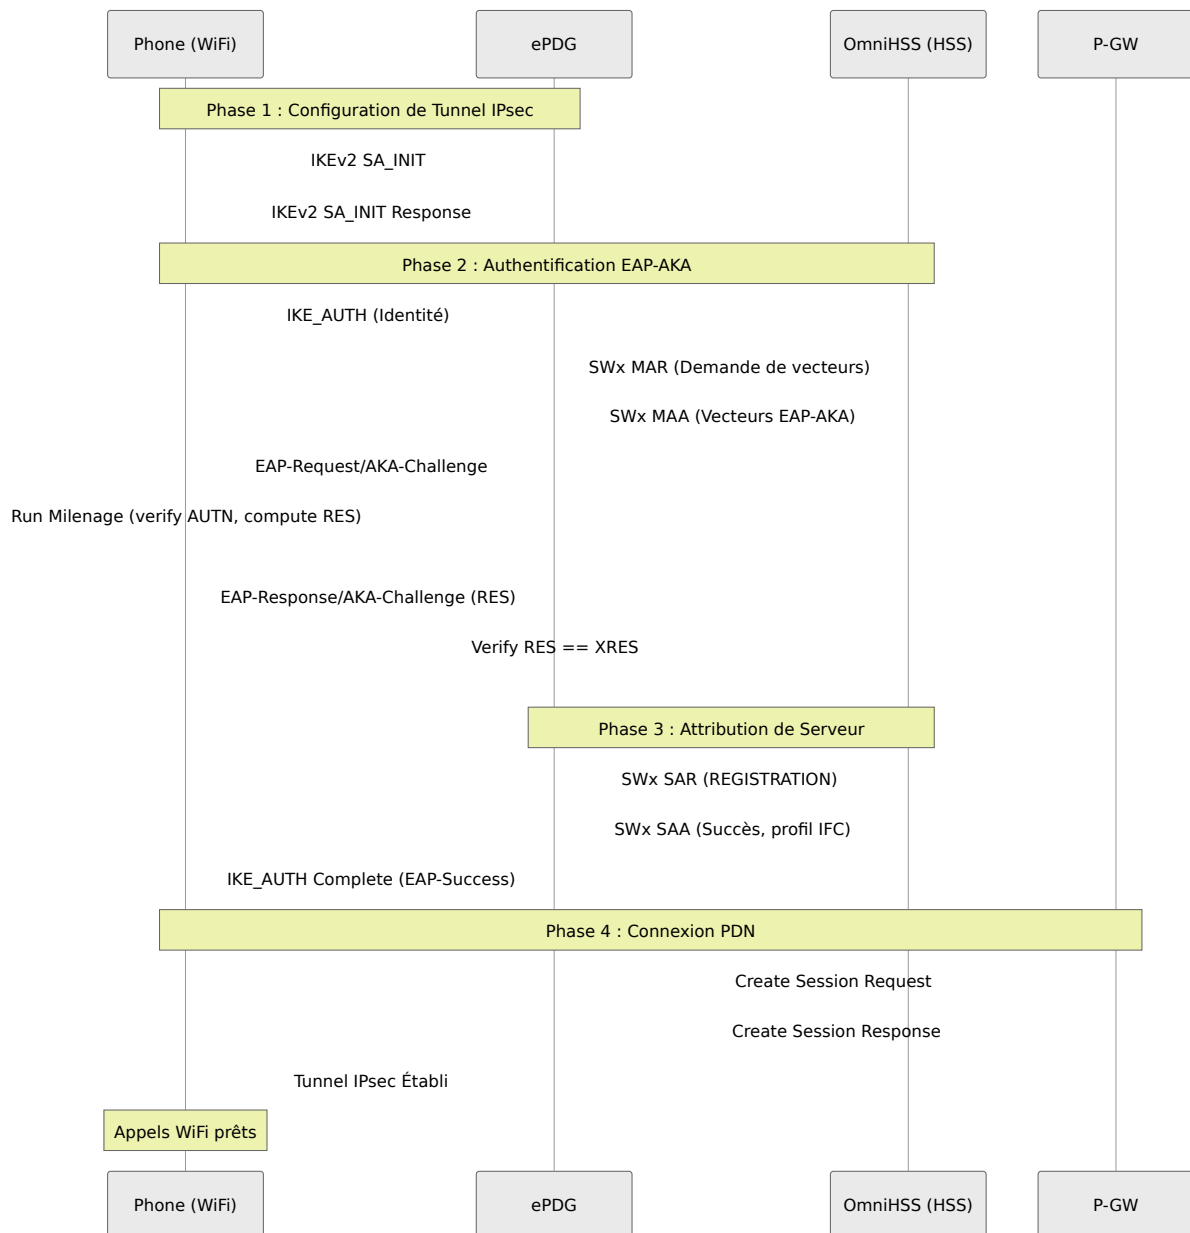 Phone (WiFi)
ePDG
OmniHSS (HSS)
P-GW
Phase 1 : Configuration de Tunnel IPsec
IKEv2 SA_INIT
IKEv2 SA_INIT Response
Phase 2 : Authentification EAP-AKA
IKE_AUTH (Identité)
SWx MAR (Demande de vecteurs)
SWx MAA (Vecteurs EAP-AKA)
EAP-Request/AKA-Challenge
Run Milenage (verify AUTN, compute RES)
EAP-Response/AKA-Challenge (RES)
Verify RES == XRES
Phase 3 : Attribution de Serveur
SWx SAR (REGISTRATION)
SWx SAA (Succès, profil IFC)
IKE_AUTH Complete (EAP-Success)
Phase 4 : Connexion PDN
Create Session Request
Create Session Response
Tunnel IPsec Établi
Appels WiFi prêts
Phone (WiFi)
ePDG
OmniHSS (HSS)
P-GW